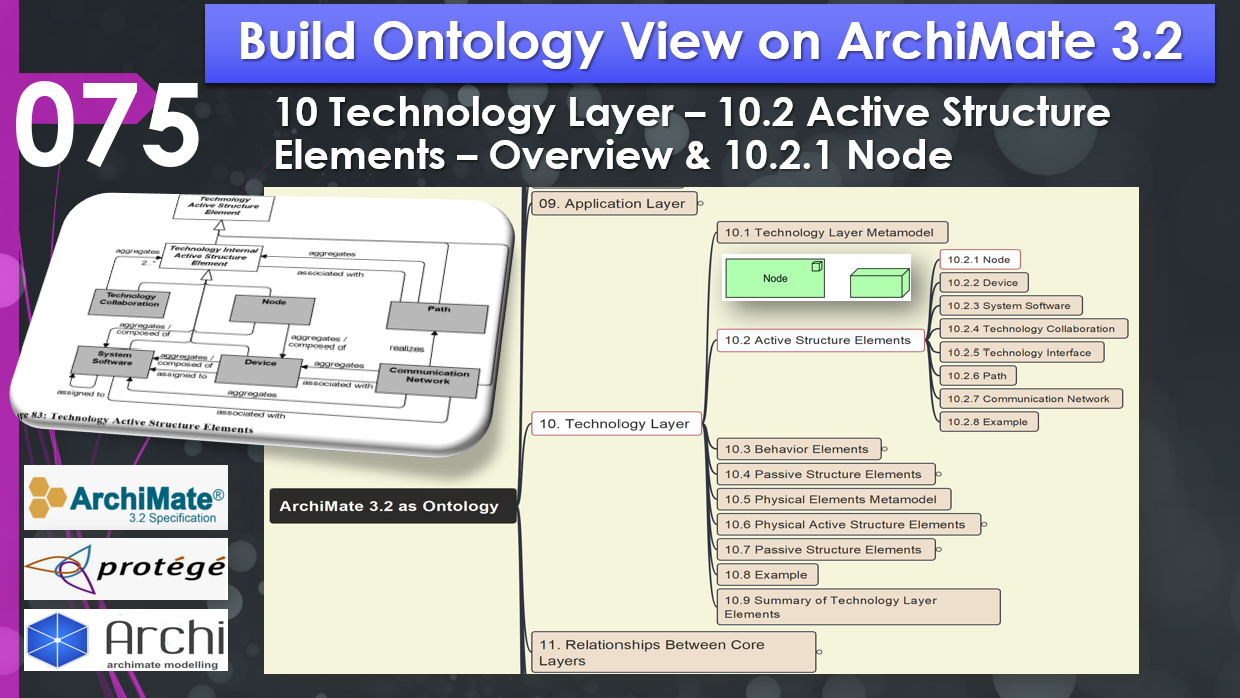 Build Ontology View on ArchiMate 3.2
075
10 Technology Layer – 10.2 Active Structure
Elements – Overview & 10.2.1 Node
Technology
Active Structure
Element
aggregates
2..*
Technology Internal
Active Structure
Element
aggregates
associated with
Technology
Collaboration
Node
Path
aggregates /
composed of
aggregates /
composed of
realizes
System
Software
aggregates /
composed of
assigned to
Device
aggregates
associated with
Communication
Network
assigned to
aggregates
associated with
re 83: Technology Active Structure Elements
ArchiMate®
3.2 Specification
protégé
Archi
archimate modelling
ArchiMate 3.2 as Ontology
09. Application Layer
10. Technology Layer
10.1 Technology Layer Metamodel
Node
10.2 Active Structure Elements
10.2.1 Node
10.2.2 Device
10.2.3 System Software
10.2.4 Technology Collaboration
10.2.5 Technology Interface
10.2.6 Path
10.2.7 Communication Network
10.2.8 Example
10.3 Behavior Elements
10.4 Passive Structure Elements
10.5 Physical Elements Metamodel
10.6 Physical Active Structure Elements
10.7 Passive Structure Elements
10.8 Example
10.9 Summary of Technology Layer
Elements
11. Relationships Between Core
Layers